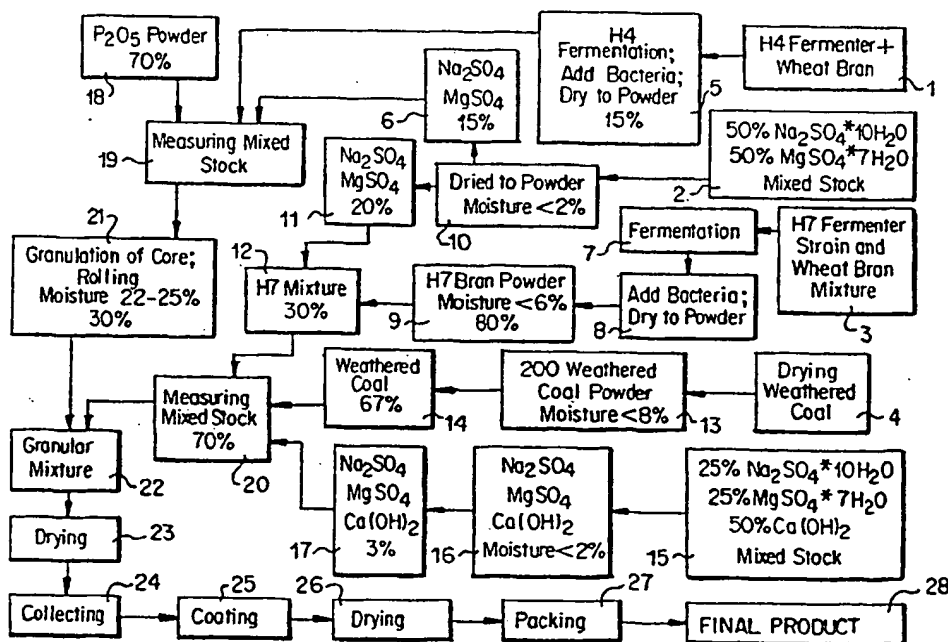 P₂O₅ Powder
70%
18
Na₂SO₄
MgSO₄
15%
6
H4
Fermentation;
Add Bacteria;
Dry to Powder
15%
5
H4 Fermenter +
Wheat Bran
1
Measuring Mixed
Stock
19
Na₂SO₄
MgSO₄
20%
11
Dried to Powder
Moisture <2%
10
50% Na₂SO₄*10H₂O
50% MgSO₄*7H₂O
Mixed Stock
2.
21
Granulation of Core;
Rolling
Moisture 22-25%
30%
12
H7 Mixture
30%
H7 Bran Powder
Moisture <6%
80%
9
Fermentation
7
Add Bacteria;
Dry to Powder
8
H7 Fermenter
Strain and
Wheat Bran
Mixture
3
Measuring
Mixed Stock
70%
20
Weathered
Coal
67%
14
200 Weathered
Coal Powder
Moisture <8%
13
Drying
Weathered
Coal
4
Granular
Mixture
22
Na₂SO₄
MgSO₄
Ca(OH)₂
3%
17
Na₂SO₄
MgSO₄
Ca(OH)₂
Moisture <2%
16
25% Na₂SO₄*10H₂O
25% MgSO₄*7H₂O
50% Ca(OH)₂
Mixed Stock
15
Drying
23
Collecting
24
Coating
25
Drying
26
Packing
27
FINAL PRODUCT
28